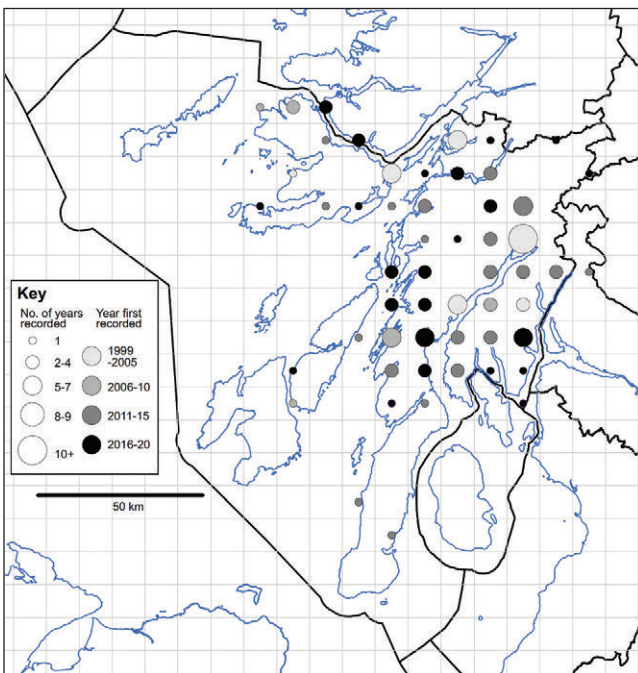 Key
No. of years Year first
recorded recorded
1
2-4
5-7
8-9
10+
1999
-2005
2006-10
2011-15
2016-20
50 km